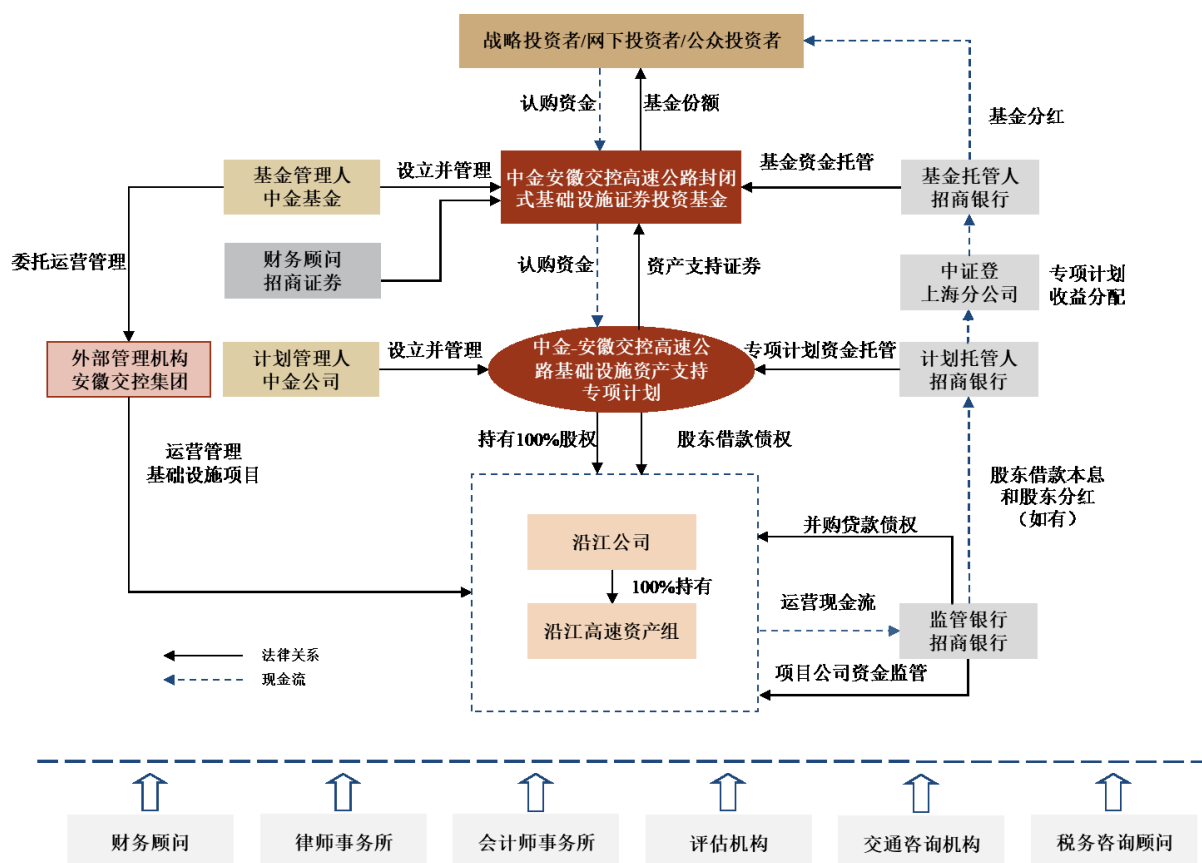 战略投资者/网下投资者/公众投资者
认购资金
基金份额
基金分红
基金管理人
中金基金
设立并管理
中金安徽交控高速公路封闭
式基础设施证券投资基金
基金资金托管
基金托管人
招商银行
委托运营管理
财务顾问
招商证券
认购资金
资产支持证券
中证登
上海分公司
专项计划
收益分配
外部管理机构
安徽交控集团
计划管理人
中金公司
设立并管理
中金-安徽交控高速公
路基础设施资产支持
专项计划
专项计划资金托管
计划托管人
招商银行
持有100%股权
股东借款债权
运营管理
基础设施项目
股东借款本息
和股东分红
（如有）
沿江公司
并购贷款债权
100%持有
运营现金流
沿江高速资产组
监管银行
招商银行
法律关系
现金流
项目公司资金监管
财务顾问
律师事务所
会计师事务所
评估机构
交通咨询机构
税务咨询顾问